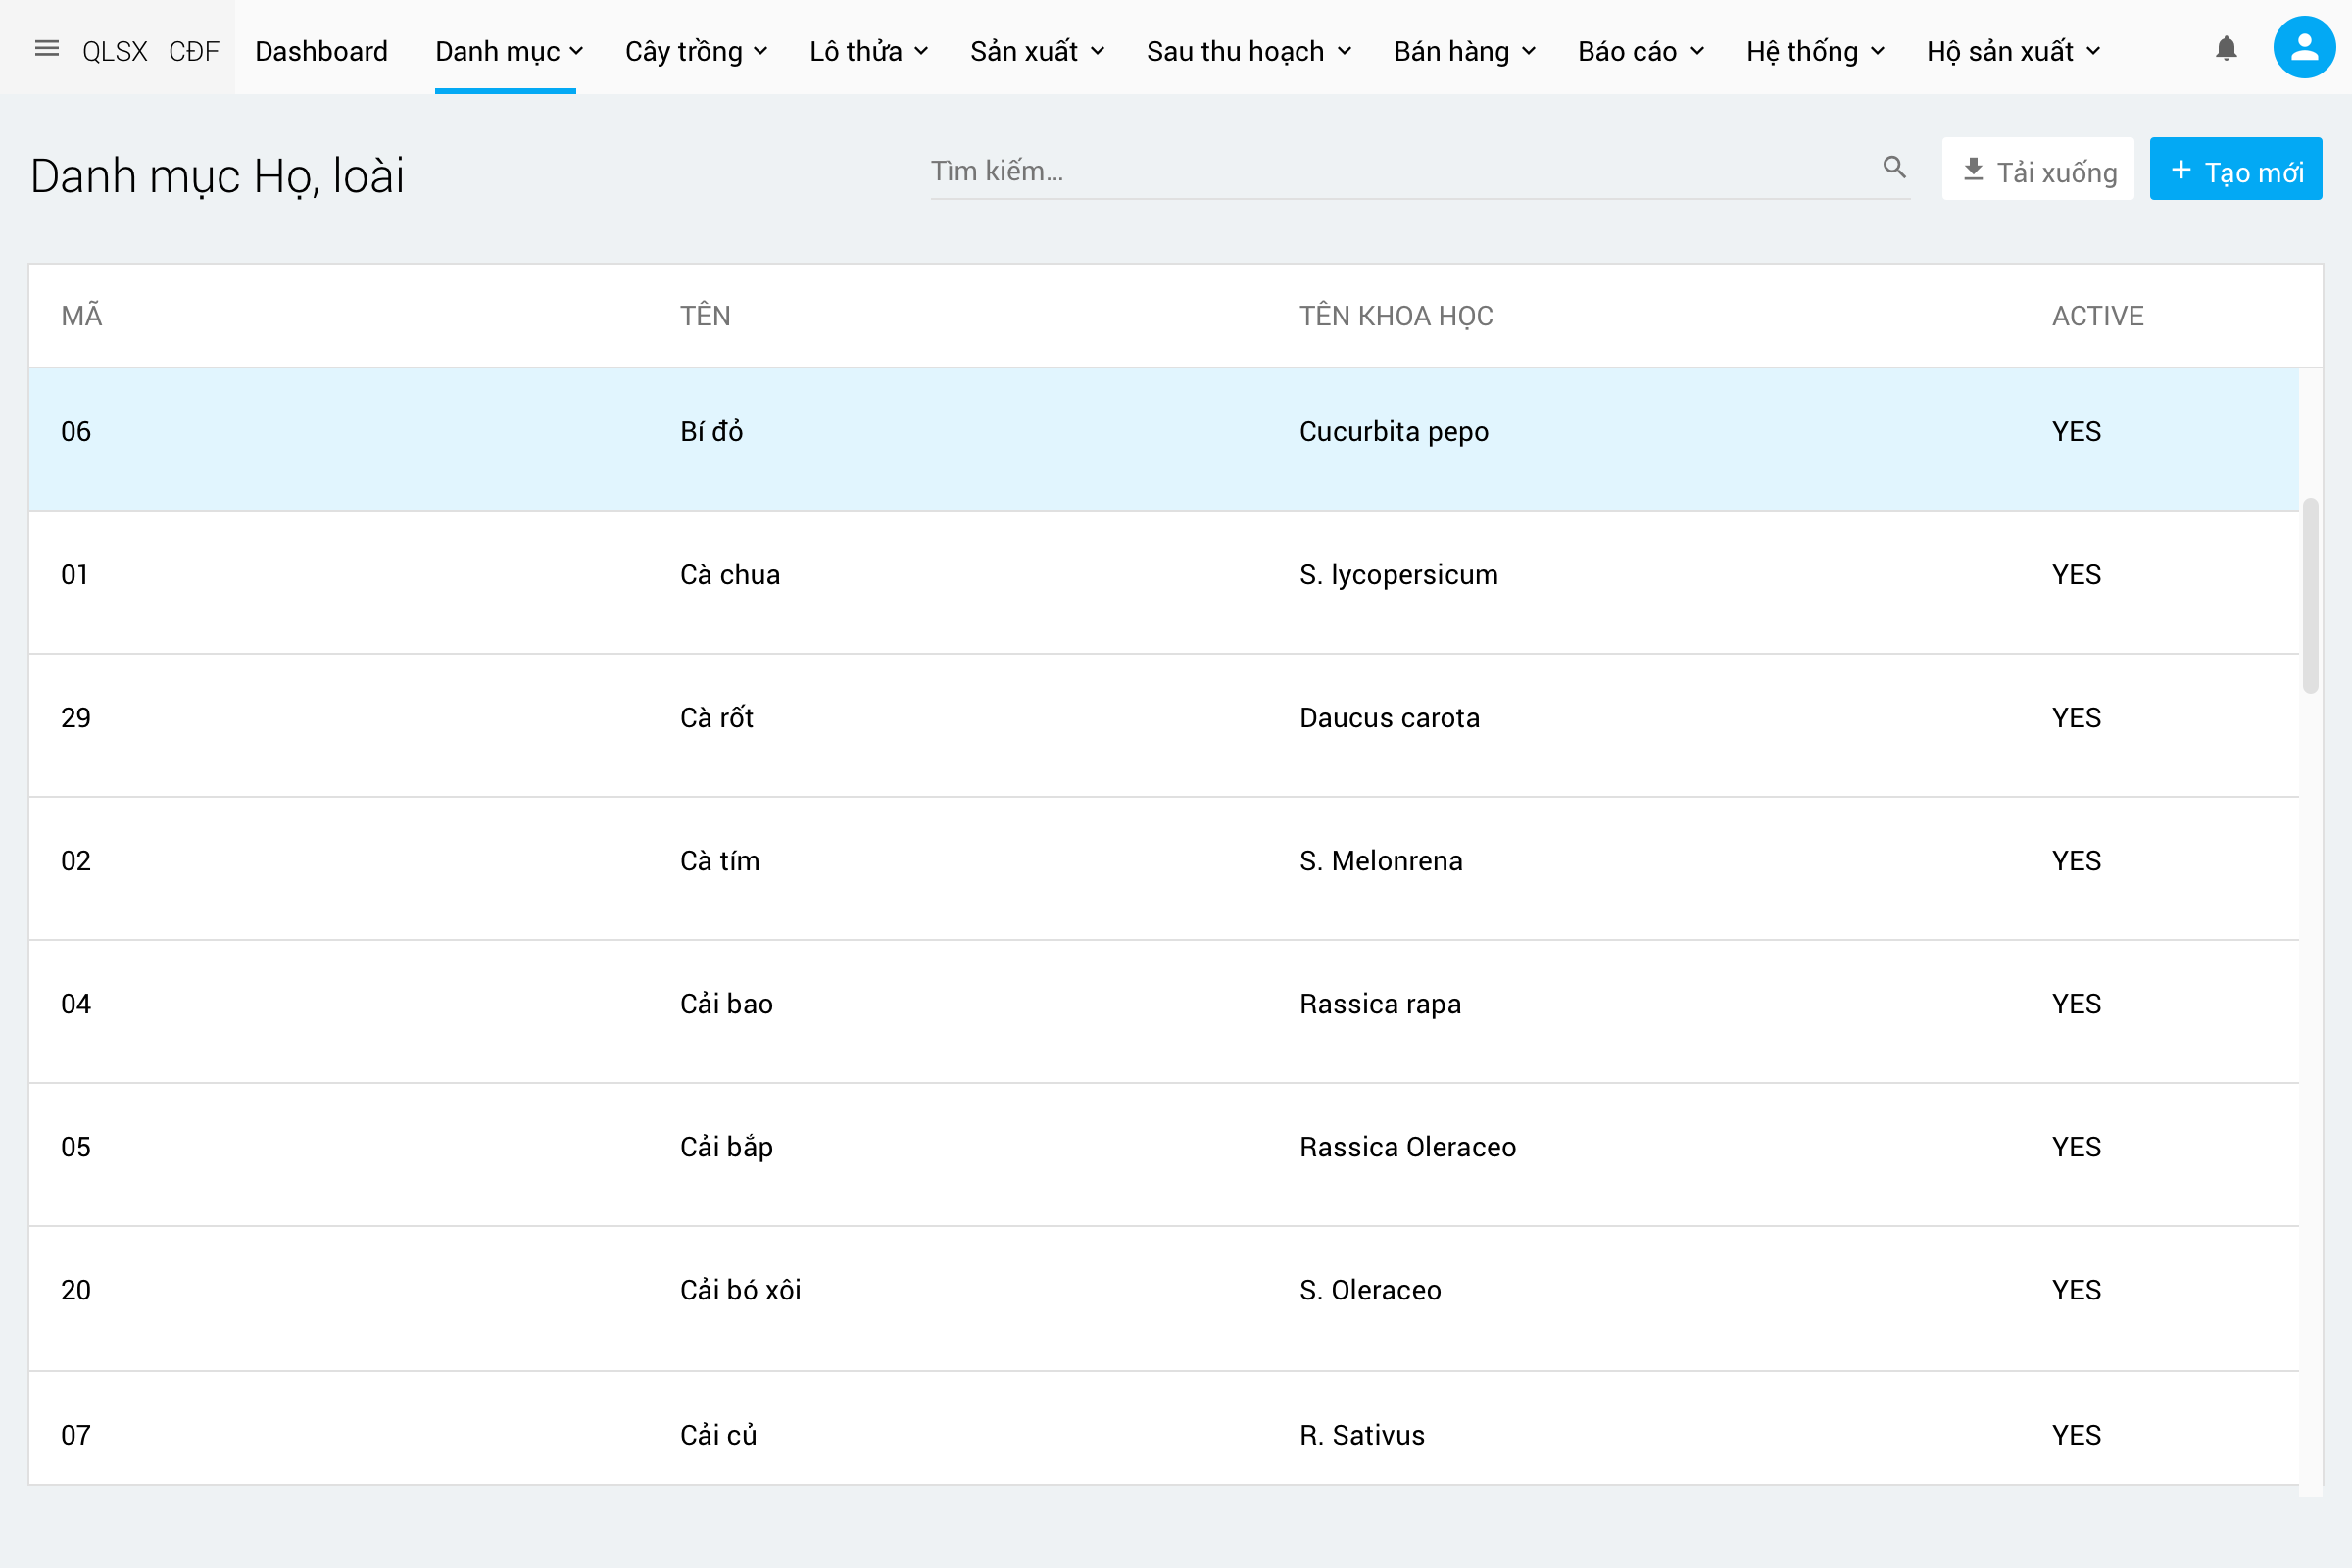 QLSX CĐF Dashboard Danh mục Cây trồng Lô thửa Sản xuất Sau thu hoạch Bán hàng Báo cáo Hệ thống Hộ sản xuất
Danh mục Họ, loài Tìm kiếm... Tải xuống + Tạo mới
MÃ TÊN TÊN KHOA HỌC ACTIVE
06 Bí đỏ Cucurbita pepo YES
01 Cà chua S. lycopersicum YES
29 Cà rốt Daucus carota YES
02 Cà tím S. Melonrena YES
04 Cải bao Rassica rapa YES
05 Cải bắp Rassica Oleraceo YES
20 Cải bó xôi S. Oleraceo YES
07 Cải củ R. Sativus YES